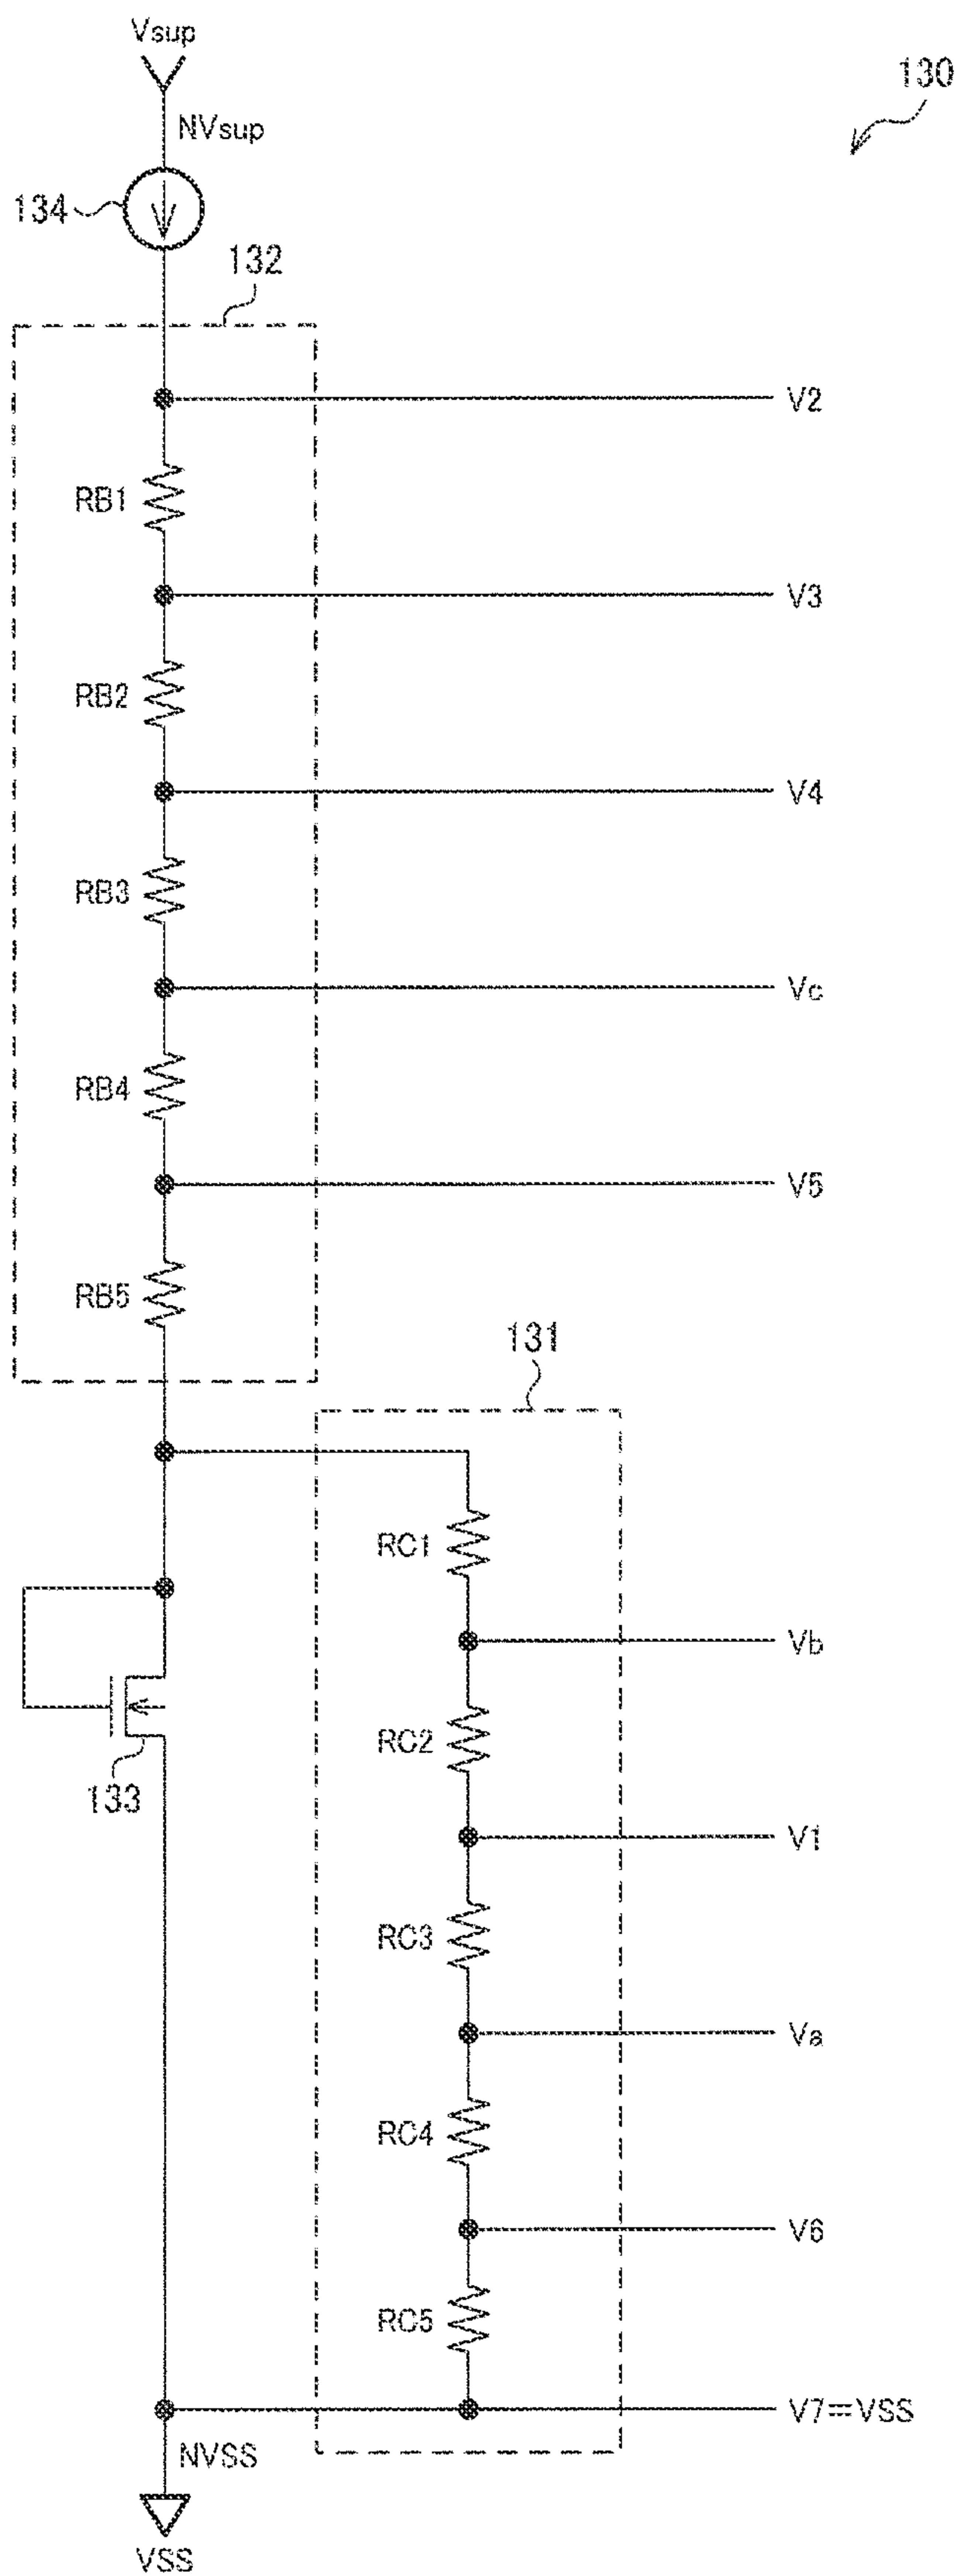 Vsup
130
NVsup
134
132
V2
RB1
V3
RB2
V4
RB3
Vc
RB4
V5
RB5
131
RC1
Vb
RC2
133
V1
RC3
Va
RC4
V6
RC5
V7=VSS
NVSS
VSS